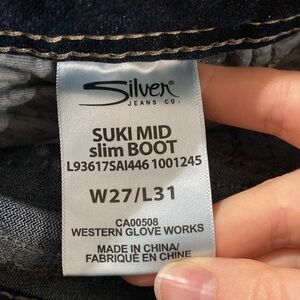 Silver
JEANS CO.
SUKI MID
slim BOOT
L93617SAI446 1001245
W27/L31
CA00508
WESTERN GLOVE WORKS
MADE IN CHINA/
FABRIQUÉ EN CHINE